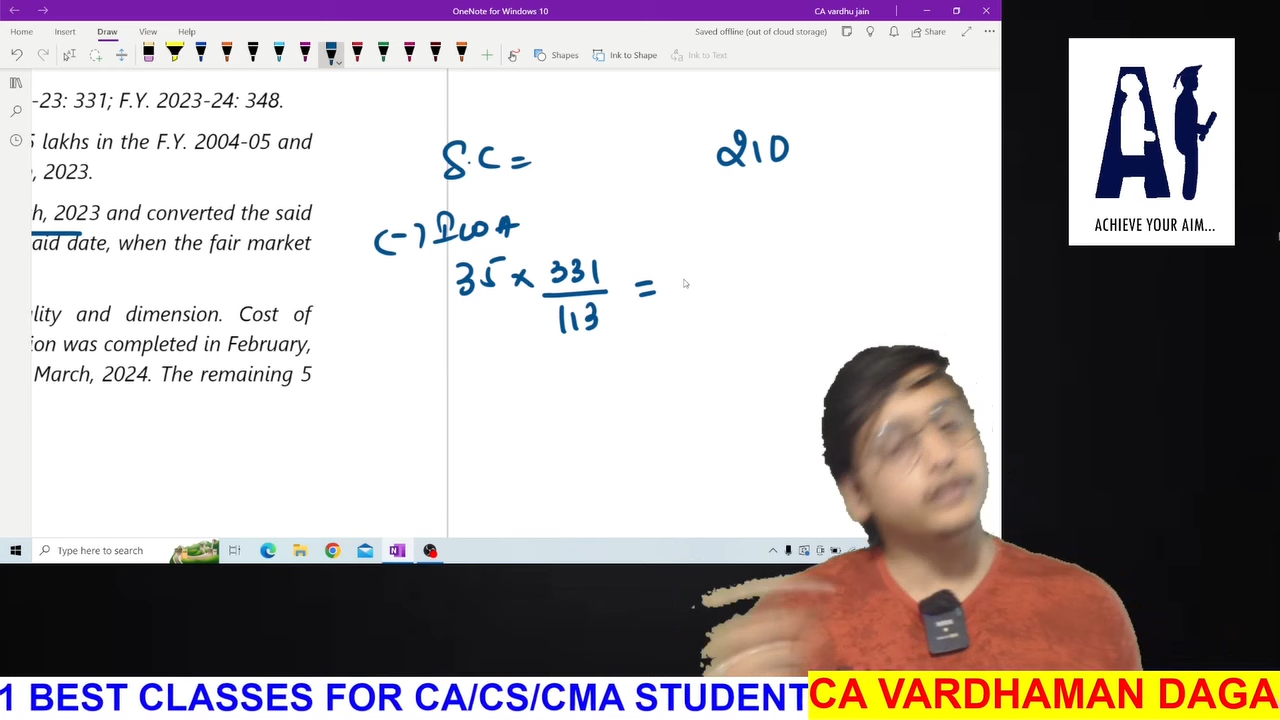 OneNote for Windows 10
CA vardhu jain
Home Insert Draw View Help
Saved offline (out of cloud storage)
Share
Shapes
Ink to Shape
Ink to Text
-23: 331; F.Y. 2023-24: 348.
5 lakhs in the F.Y. 2004-05 and
, 2023.
h, 2023 and converted the said
aid date, when the fair market
lity and dimension. Cost of
ion was completed in February,
March, 2024. The remaining 5
S.C = 210
(-) ICOA
35 × 331/113 =
A
ACHIEVE YOUR AIM...
Type here to search
1 BEST CLASSES FOR CA/CS/CMA STUDENT
CA VARDHAMAN DAGA